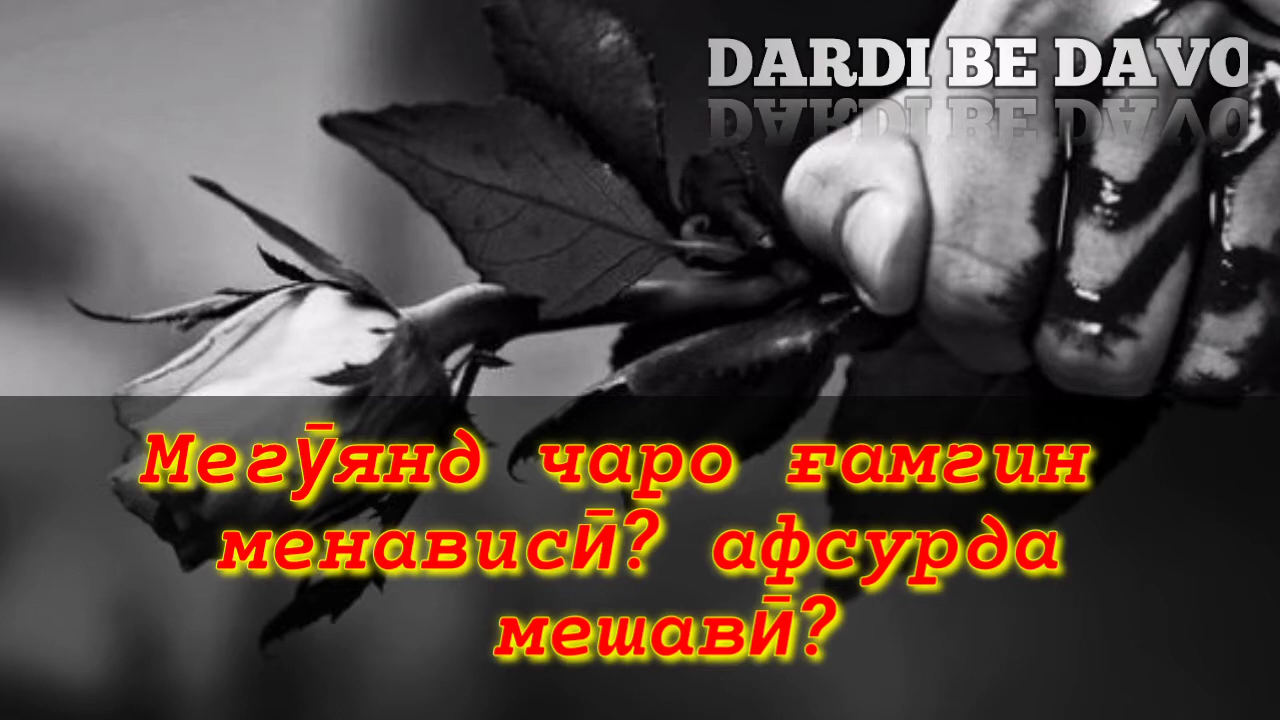 DARDI BE DAVO
Мегӯянд чаро ғамгин
менависӣ? афсурда
мешавӣ?